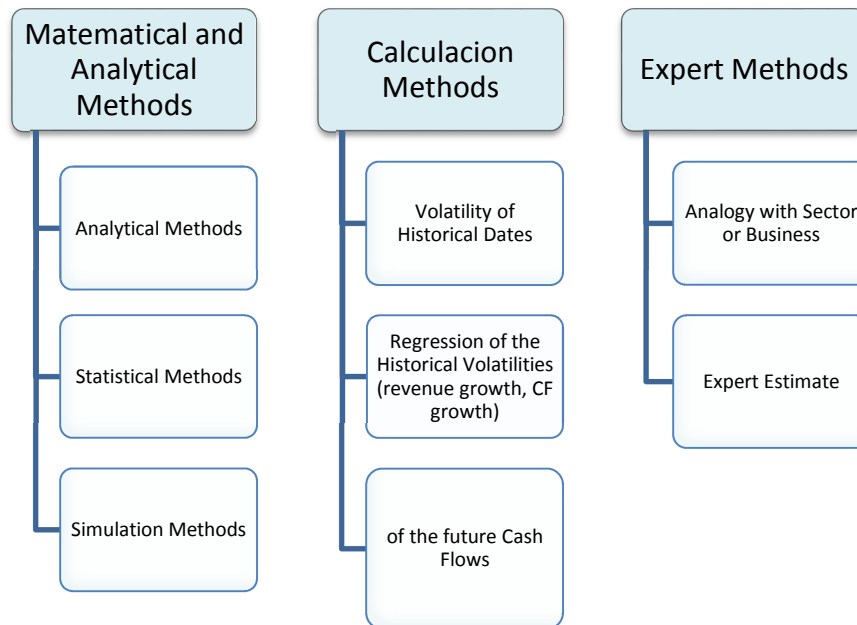 Matematical and
Analytical
Methods
Analytical Methods
Statistical Methods
Simulation Methods
Calculacion
Methods
Volatility of
Historical Dates
Regression of the
Historical Volatilities
(revenue growth, CF
growth)
of the future Cash
Flows
Expert Methods
Analogy with Sector
or Business
Expert Estimate